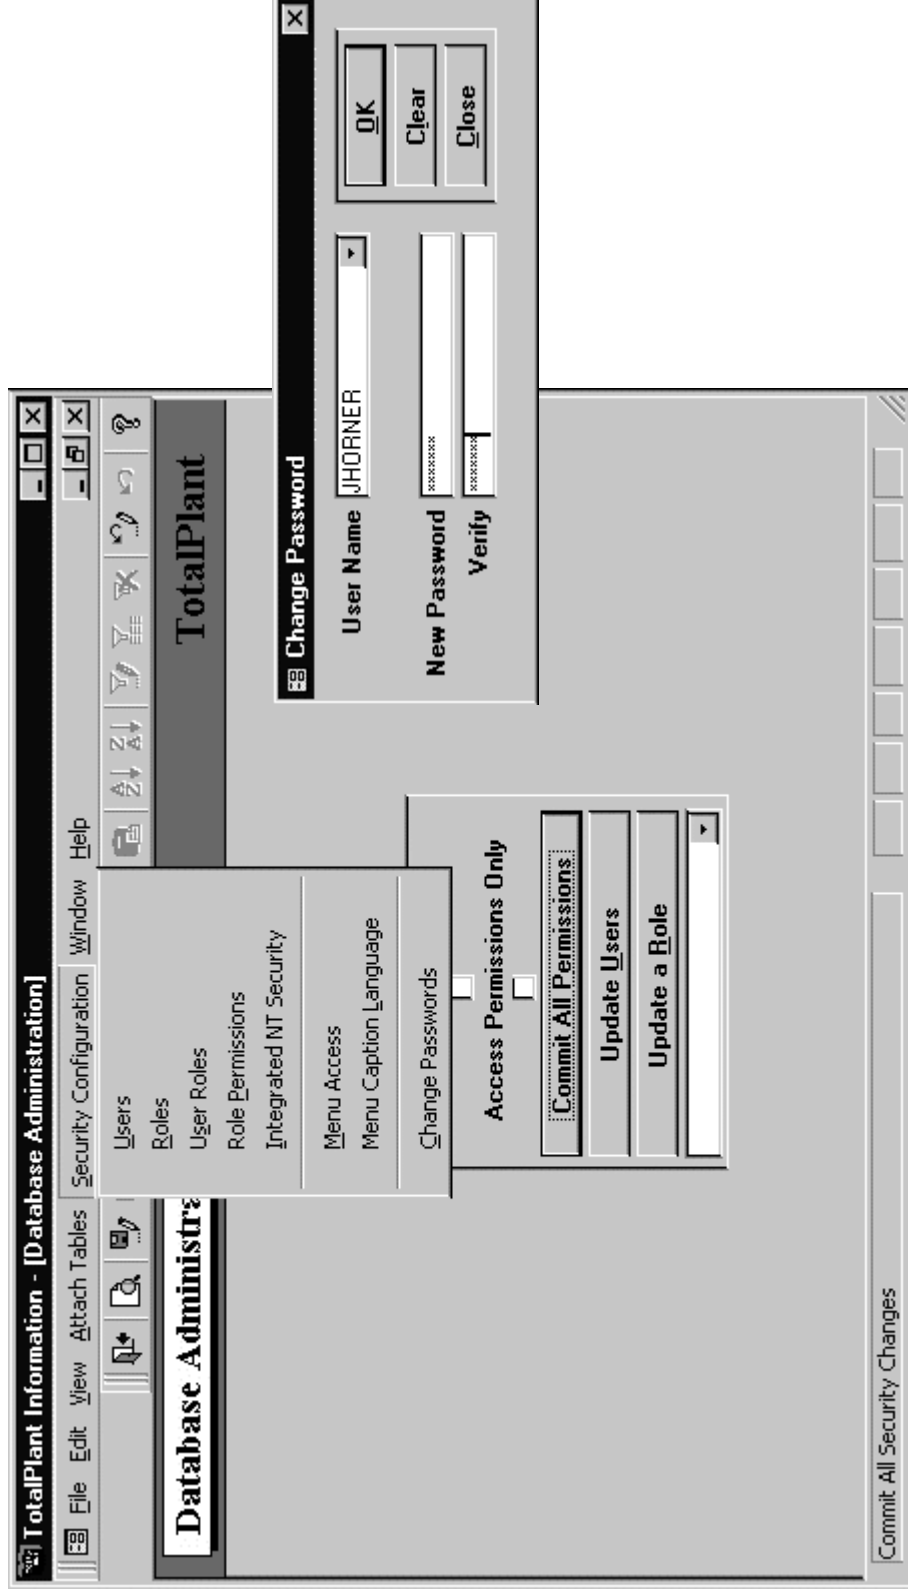 TotalPlant Information - [Database Administration]
File Edit View Attach Tables Security Configuration Window Help
Database Administra
TotalPlant
Users
Roles
User Roles
Role Permissions
Integrated NT Security
Menu Access
Menu Caption Language
Change Passwords
Access Permissions Only
Commit All Permissions
Update Users
Update a Role
Commit All Security Changes
Change Password
User Name JHORNER
New Password *******
Verify *******
OK
Clear
Close